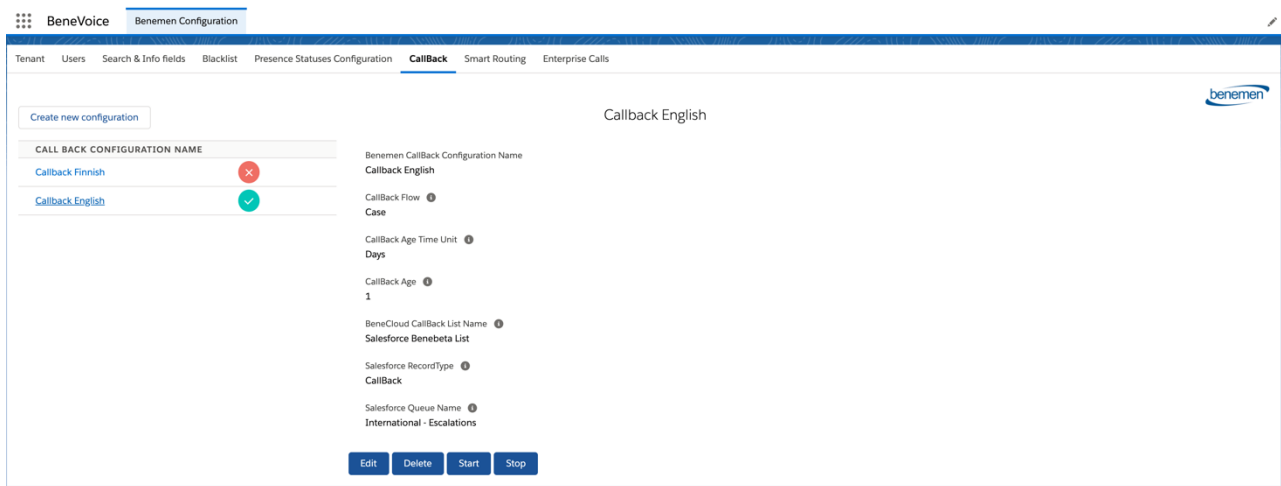 BeneVoice Benemen Configuration
Tenant Users Search & Info fields Blacklist Presence Statuses Configuration CallBack Smart Routing Enterprise Calls
benemen
Create new configuration
Callback English
CALL BACK CONFIGURATION NAME
Callback Finnish
Callback English
Benemen CallBack Configuration Name
Callback English
CallBack Flow
Case
CallBack Age Time Unit
Days
CallBack Age
1
BeneCloud CallBack List Name
Salesforce Benebeta List
Salesforce RecordType
CallBack
Salesforce Queue Name
International - Escalations
Edit Delete Start Stop